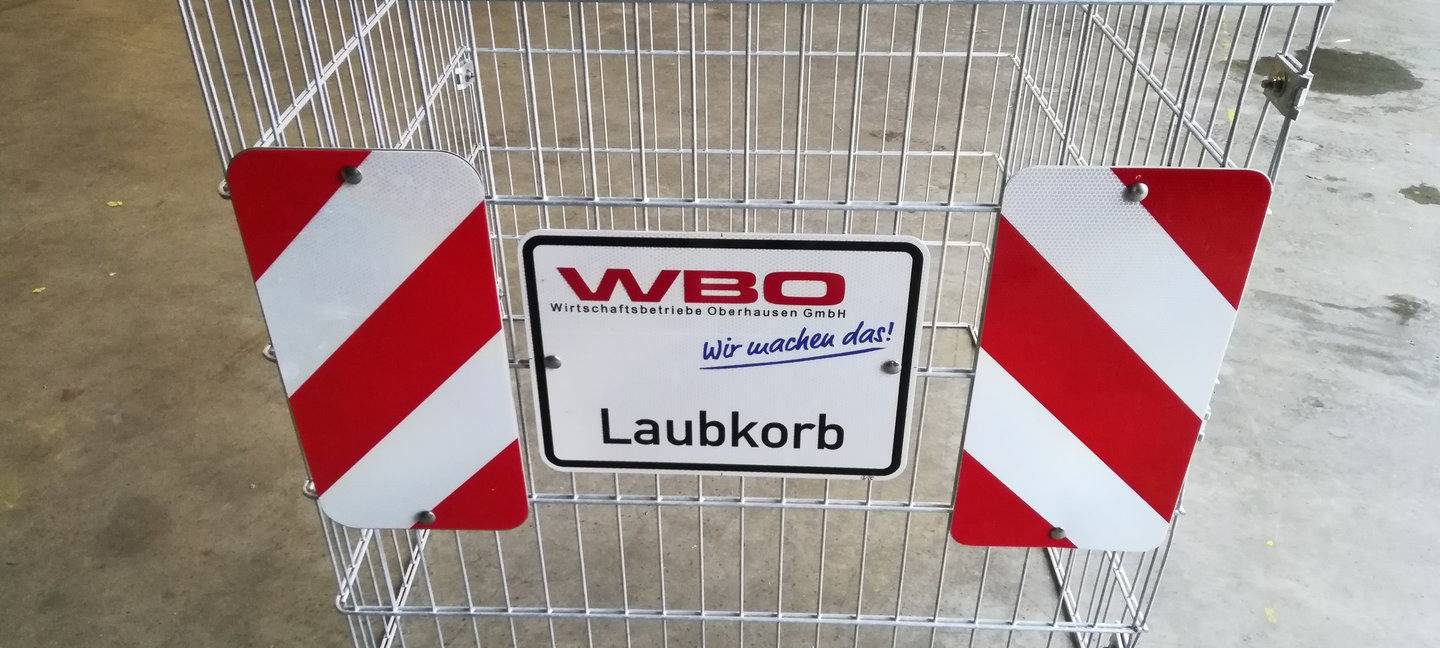 WBO
Wirtschaftsbetriebe Oberhausen GmbH
Wir machen das!
Laubkorb